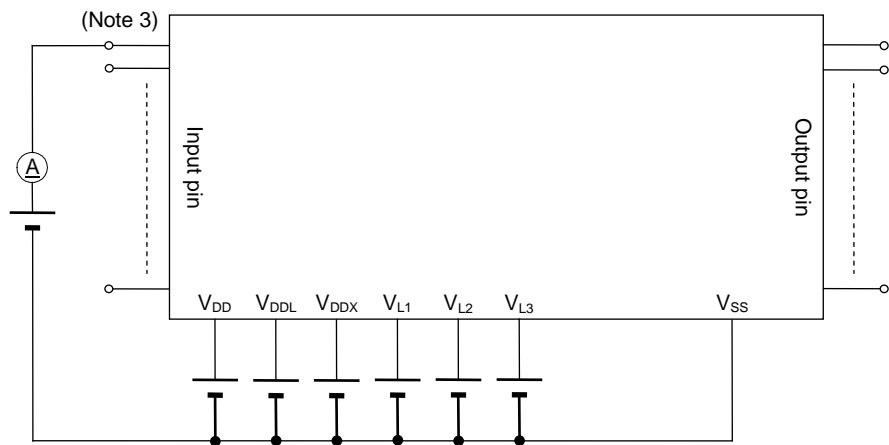 (Note 3)
A
Input pin
Output pin
VDD VDDL VDDX VL1 VL2 VL3 VSS